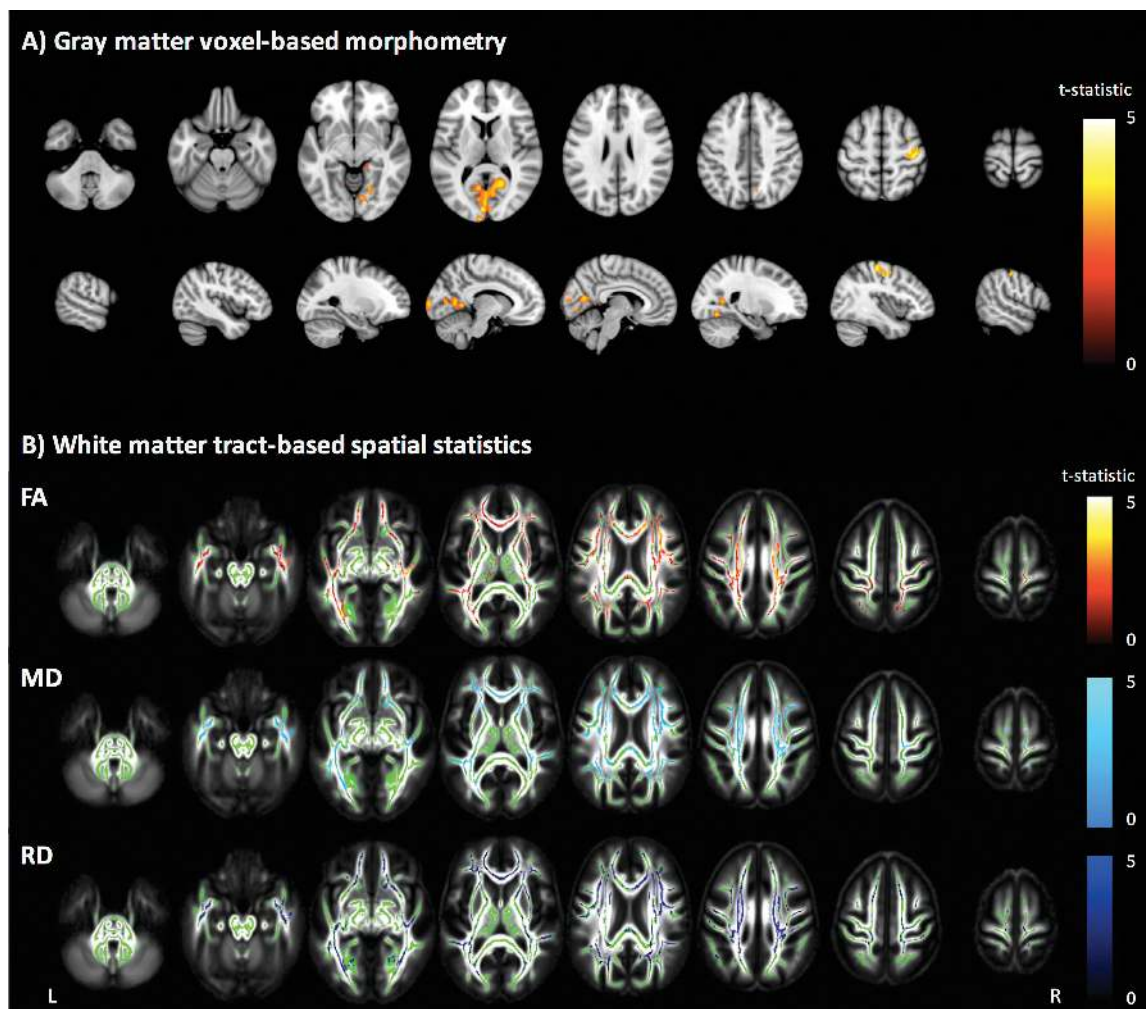 A) Gray matter voxel-based morphometry
t-statistic
5
0
B) White matter tract-based spatial statistics
t-statistic
FA
5
0
MD
5
0
RD
5
0
L
R